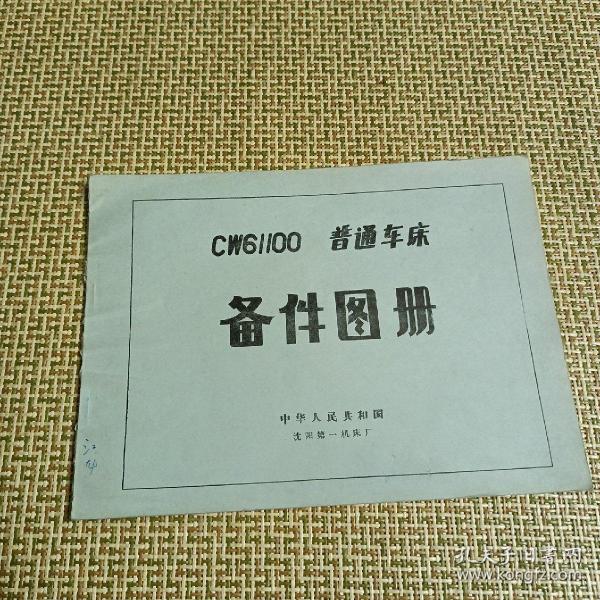 CW61100 普通车床
备件图册
中华人民共和国
沈阳第一机床厂
孔夫子旧书网
www.kongfz.com